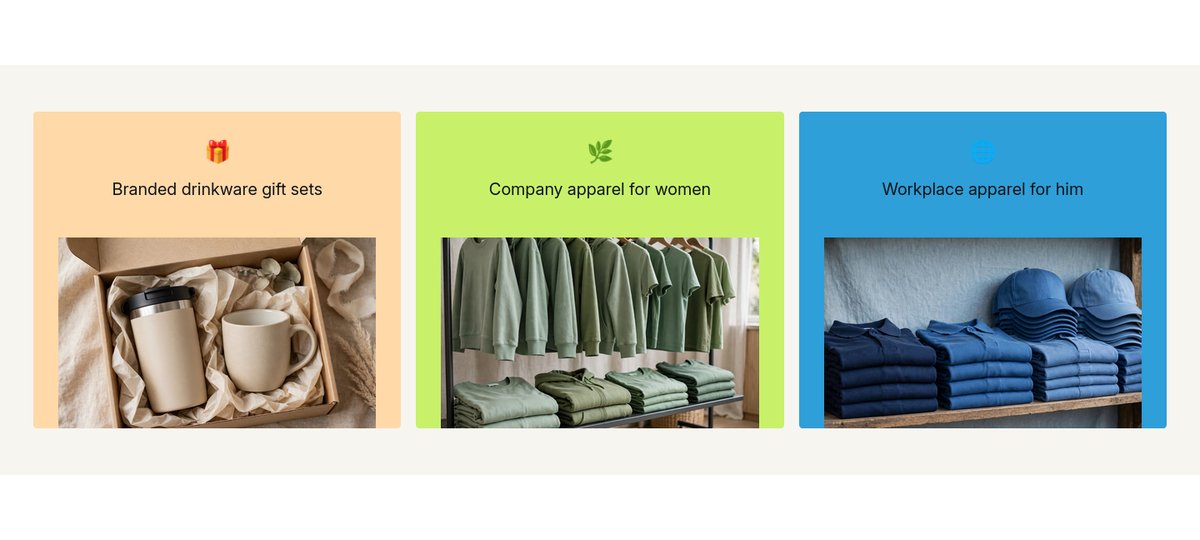 Branded drinkware gift sets
Company apparel for women
Workplace apparel for him